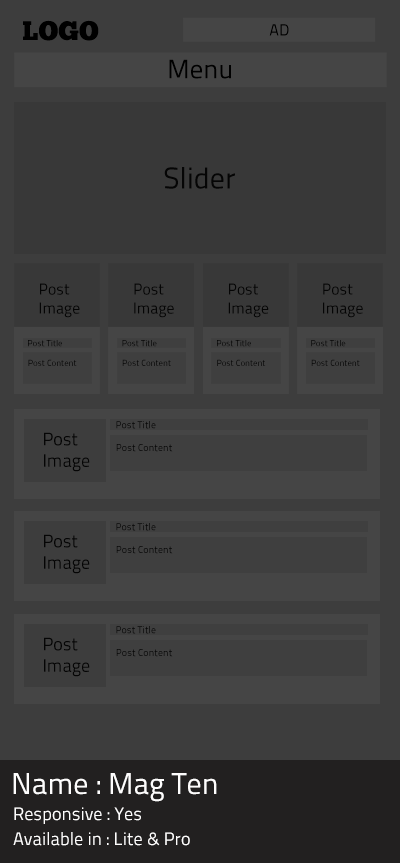 LOGO
AD
Menu
Slider
Post Image
Post Image
Post Image
Post Image
Post Title
Post Title
Post Title
Post Title
Post Content
Post Content
Post Content
Post Content
Post Image
Post Title
Post Content
Post Image
Post Title
Post Content
Post Image
Post Title
Post Content
Name : Mag Ten
Responsive : Yes
Available in : Lite & Pro